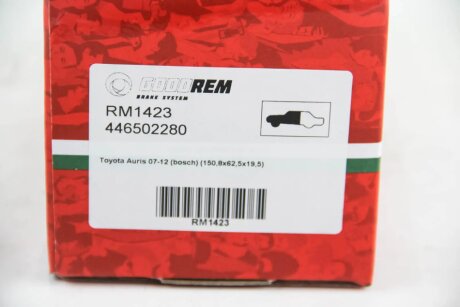 GOODREM
BRAKE SYSTEM
RM1423
446502280
Toyota Auris 07-12 (bosch) (150,8x62,5x19,5)
RM1423